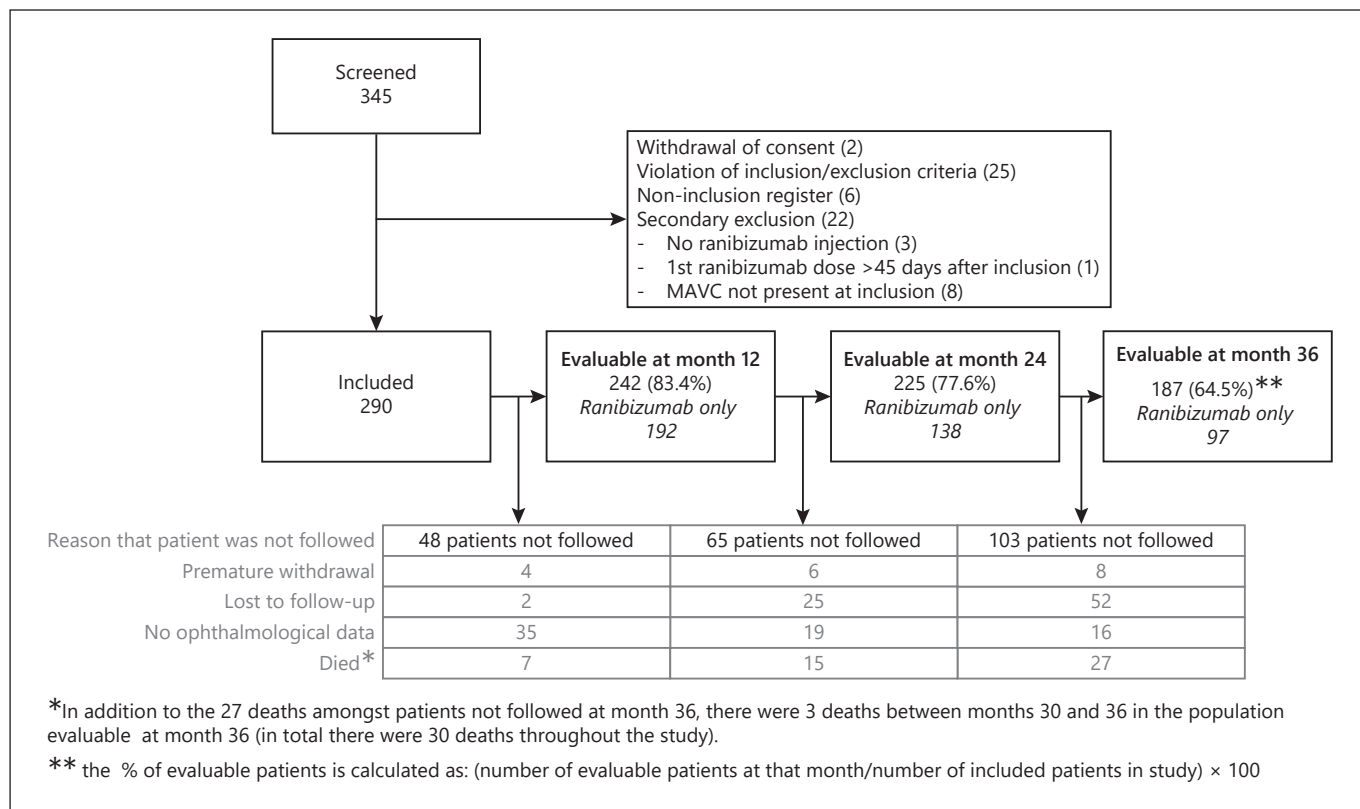 Screened
345
Withdrawal of consent (2)
Violation of inclusion/exclusion criteria (25)
Non-inclusion register (6)
Secondary exclusion (22)
- No ranibizumab injection (3)
- 1st ranibizumab dose >45 days after inclusion (1)
- MAVC not present at inclusion (8)
Included
290
Evaluable at month 12
242 (83.4%)
Ranibizumab only
192
Evaluable at month 24
225 (77.6%)
Ranibizumab only
138
Evaluable at month 36
187 (64.5%)**
Ranibizumab only
97
Reason that patient was not followed 48 patients not followed 65 patients not followed 103 patients not followed
Premature withdrawal 4 6 8
Lost to follow-up 2 25 52
No ophthalmological data 35 19 16
Died* 7 15 27
*In addition to the 27 deaths amongst patients not followed at month 36, there were 3 deaths between months 30 and 36 in the population
evaluable at month 36 (in total there were 30 deaths throughout the study).
** the % of evaluable patients is calculated as: (number of evaluable patients at that month/number of included patients in study) × 100